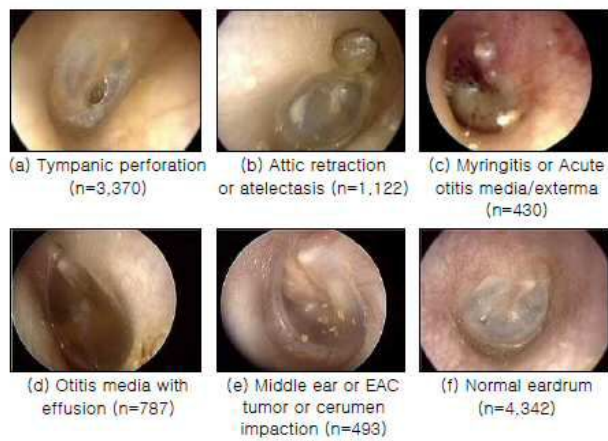 (a) Tympanic perforation
(n=3,370)
(b) Attic retraction
or atelectasis (n=1,122)
(c) Myringitis or Acute
otitis media/exterma
(n=430)
(d) Otitis media with
effusion (n=787)
(e) Middle ear or EAC
tumor or cerumen
impaction (n=493)
(f) Normal eardrum
(n=4,342)